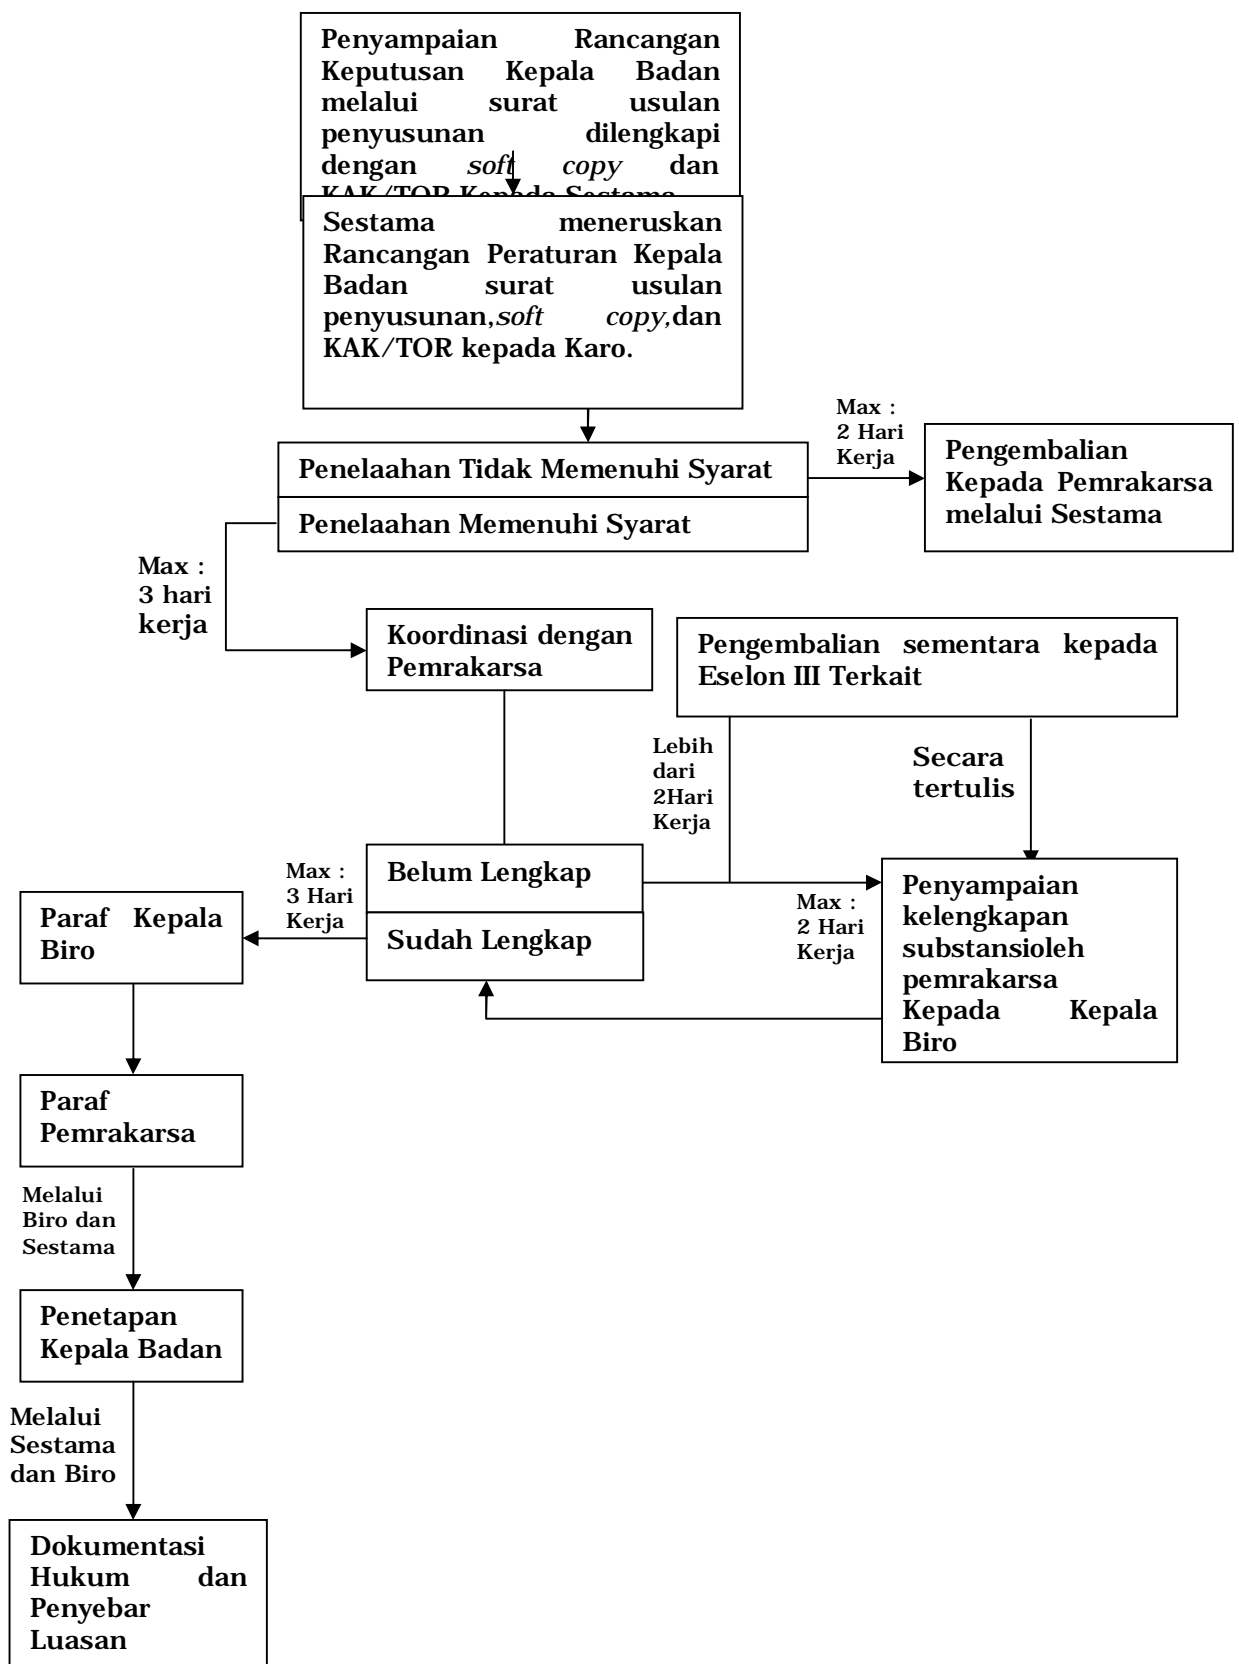 Penyampaian Rancangan
Keputusan Kepala Badan
melalui surat usulan
penyusunan dilengkapi
dengan soft copy dan
KAK/TOR Kepada Sestama
Sestama meneruskan
Rancangan Peraturan Kepala
Badan surat usulan
penyusunan,soft copy,dan
KAK/TOR kepada Karo.
Penelaahan Tidak Memenuhi Syarat
Max :
2 Hari
Kerja
Pengembalian
Kepada Pemrakarsa
melalui Sestama
Penelaahan Memenuhi Syarat
Max :
3 hari
kerja
Koordinasi dengan
Pemrakarsa
Pengembalian sementara kepada
Eselon III Terkait
Lebih
dari
2Hari
Kerja
Secara
tertulis
Belum Lengkap
Sudah Lengkap
Max :
3 Hari
Kerja
Max :
2 Hari
Kerja
Penyampaian
kelengkapan
substansioleh
pemrakarsa
Kepada Kepala
Biro
Paraf Kepala
Biro
Paraf
Pemrakarsa
Melalui
Biro dan
Sestama
Penetapan
Kepala Badan
Melalui
Sestama
dan Biro
Dokumentasi
Hukum dan
Penyebar
Luasan